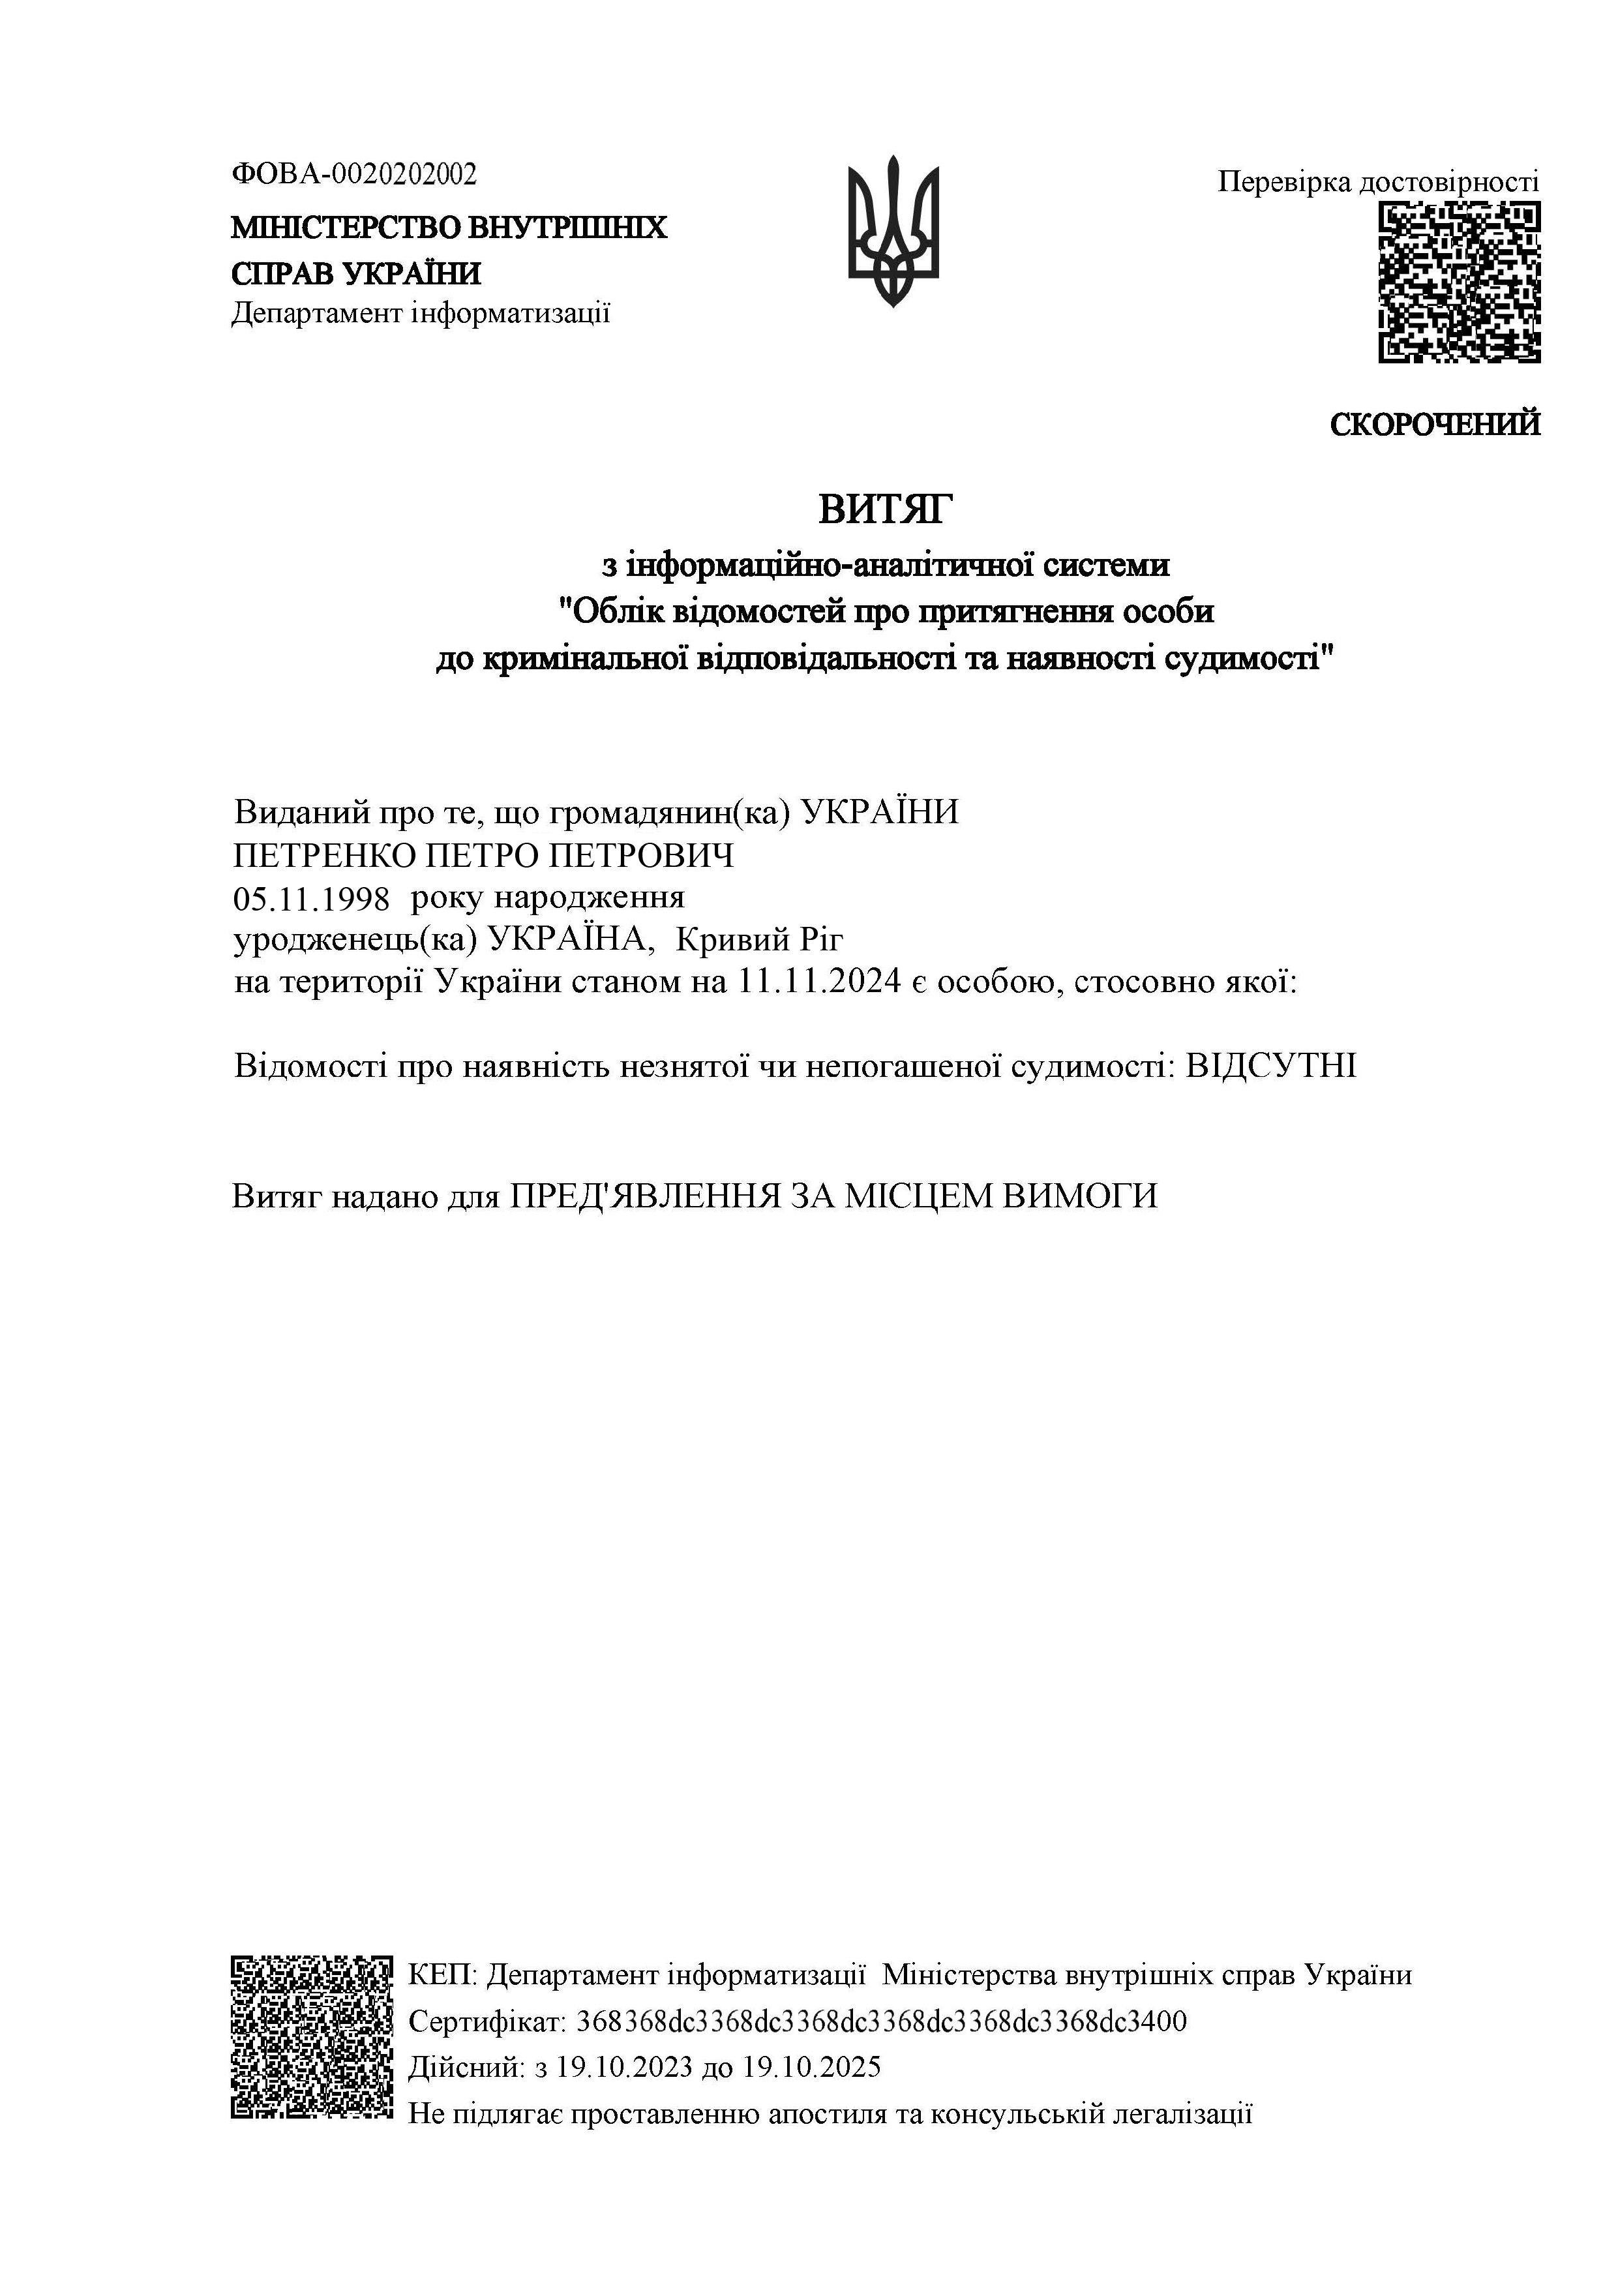 ФОВА-0020202002
МІНІСТЕРСТВО ВНУТРІШНІХ
СПРАВ УКРАЇНИ
Департамент інформатизації
Перевірка достовірності
СКОРОЧЕНИЙ
ВИТЯГ
з інформаційно-аналітичної системи
"Облік відомостей про притягнення особи
до кримінальної відповідальності та наявності судимості"
Виданий про те, що громадянин(ка) УКРАЇНИ
ПЕТРЕНКО ПЕТРО ПЕТРОВИЧ
05.11.1998 року народження
уродженець(ка) УКРАЇНА, Кривий Ріг
на території України станом на 11.11.2024 є особою, стосовно якої:
Відомості про наявність незнятої чи непогашеної судимості: ВІДСУТНІ
Витяг надано для ПРЕД'ЯВЛЕННЯ ЗА МІСЦЕМ ВИМОГИ
КЕП: Департамент інформатизації Міністерства внутрішніх справ України
Сертифікат: 368368dc3368dc3368dc3368dc3368dc3368dc3400
Дійсний: з 19.10.2023 до 19.10.2025
Не підлягає проставленню апостиля та консульській легалізації